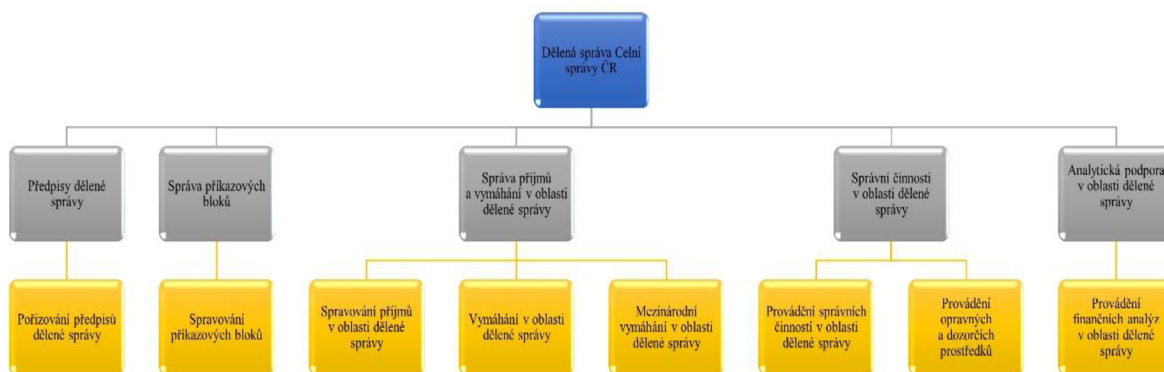 Dělená správa Celní
správy ČR
Předpisy dělené
správy
Správa příkazových
bloků
Správa příjmů
a vymáhání v oblasti
dělené správy
Správní činnosti
v oblasti dělené
správy
Analytická podpora
v oblasti dělené
správy
Pořizování předpisů
dělené správy
Spravování
příkazových bloků
Spravování příjmů
v oblasti dělené
správy
Vymáhání v oblasti
dělené správy
Mezinárodní
vymáhání v oblasti
dělené správy
Provádění správních
činností v oblasti
dělené správy
Provádění
opravných
a dozorčích
prostředků
Provádění
finančních analýz
v oblasti dělené
správy